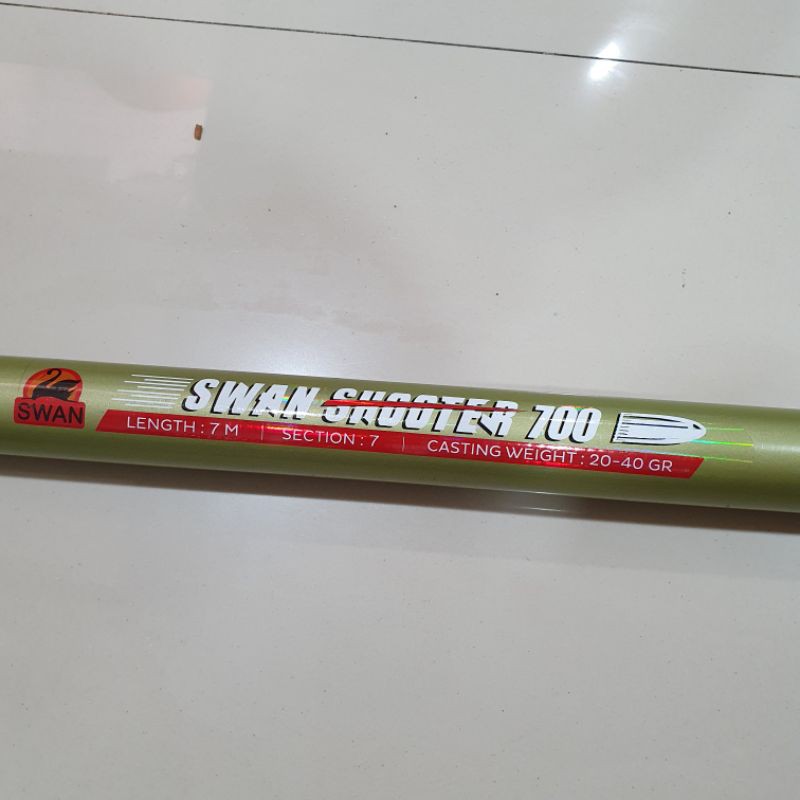 SWAN
SWAN SHOOTER 700
LENGTH : 7 M | SECTION : 7 | CASTING WEIGHT : 20-40 GR